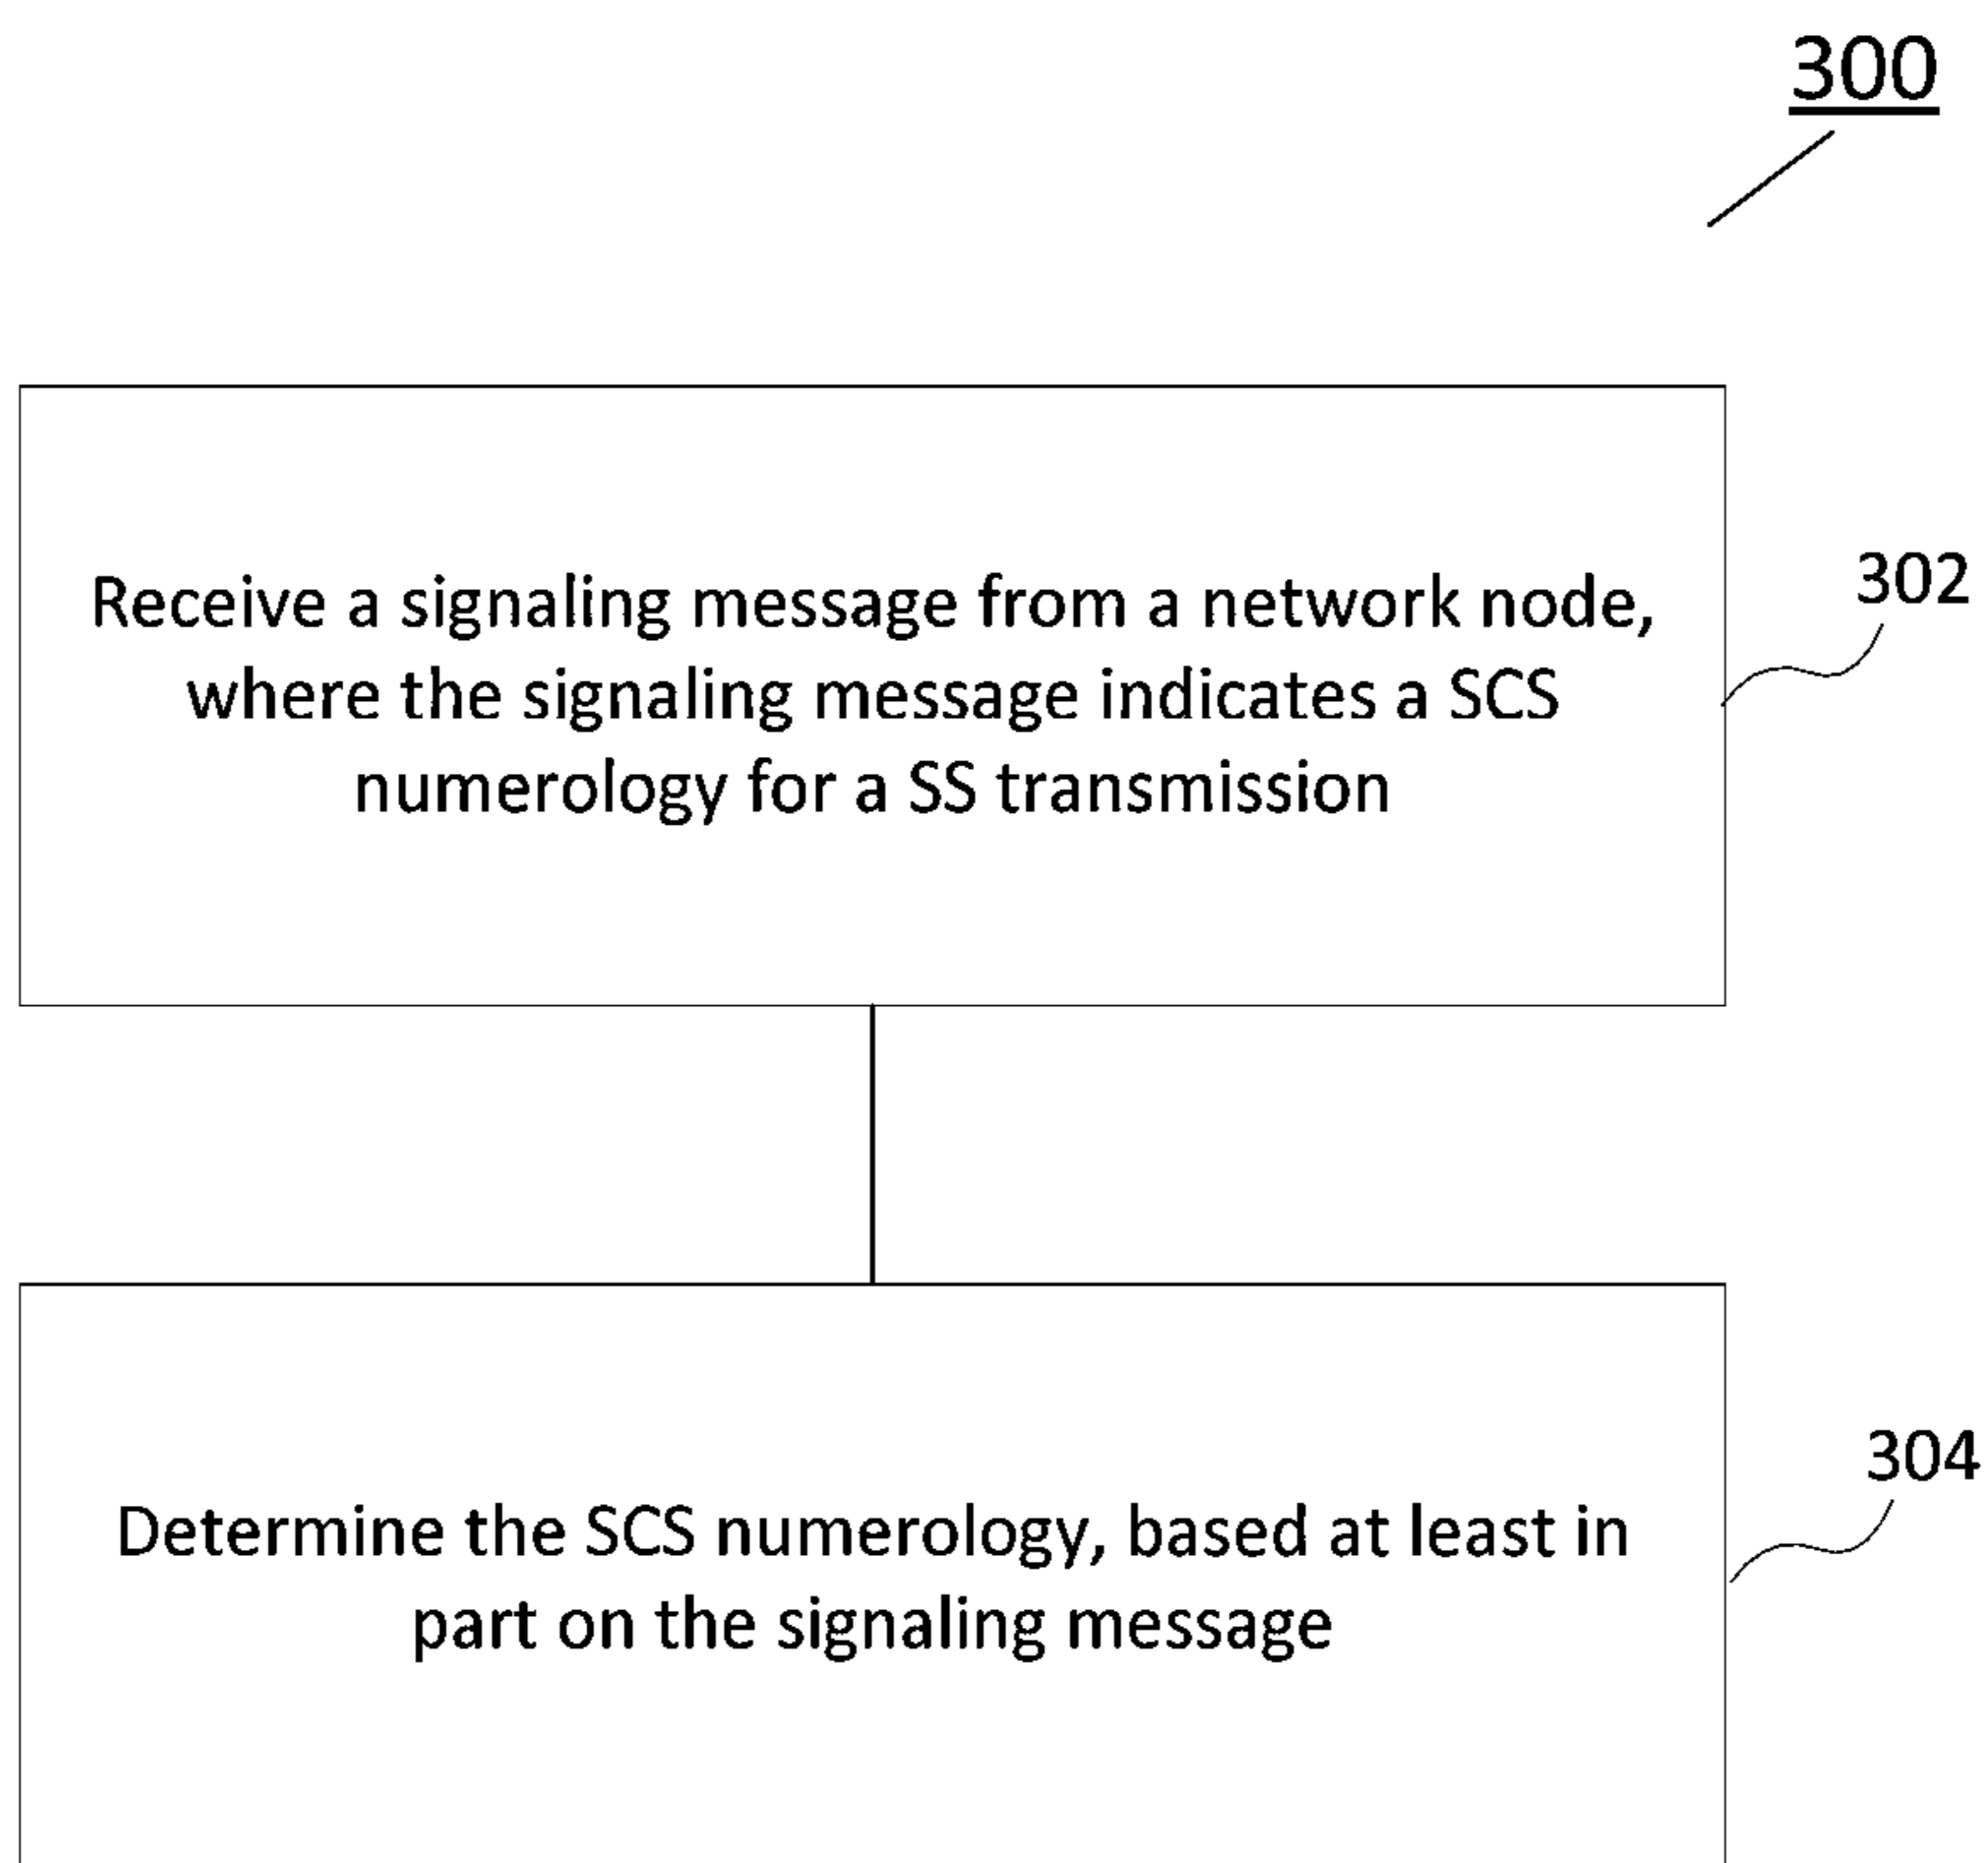 300
Receive a signaling message from a network node,
302
where the signaling message indicates a SCS
numerology for a SS transmission
304
Determine the SCS numerology, based at least in
part on the signaling message